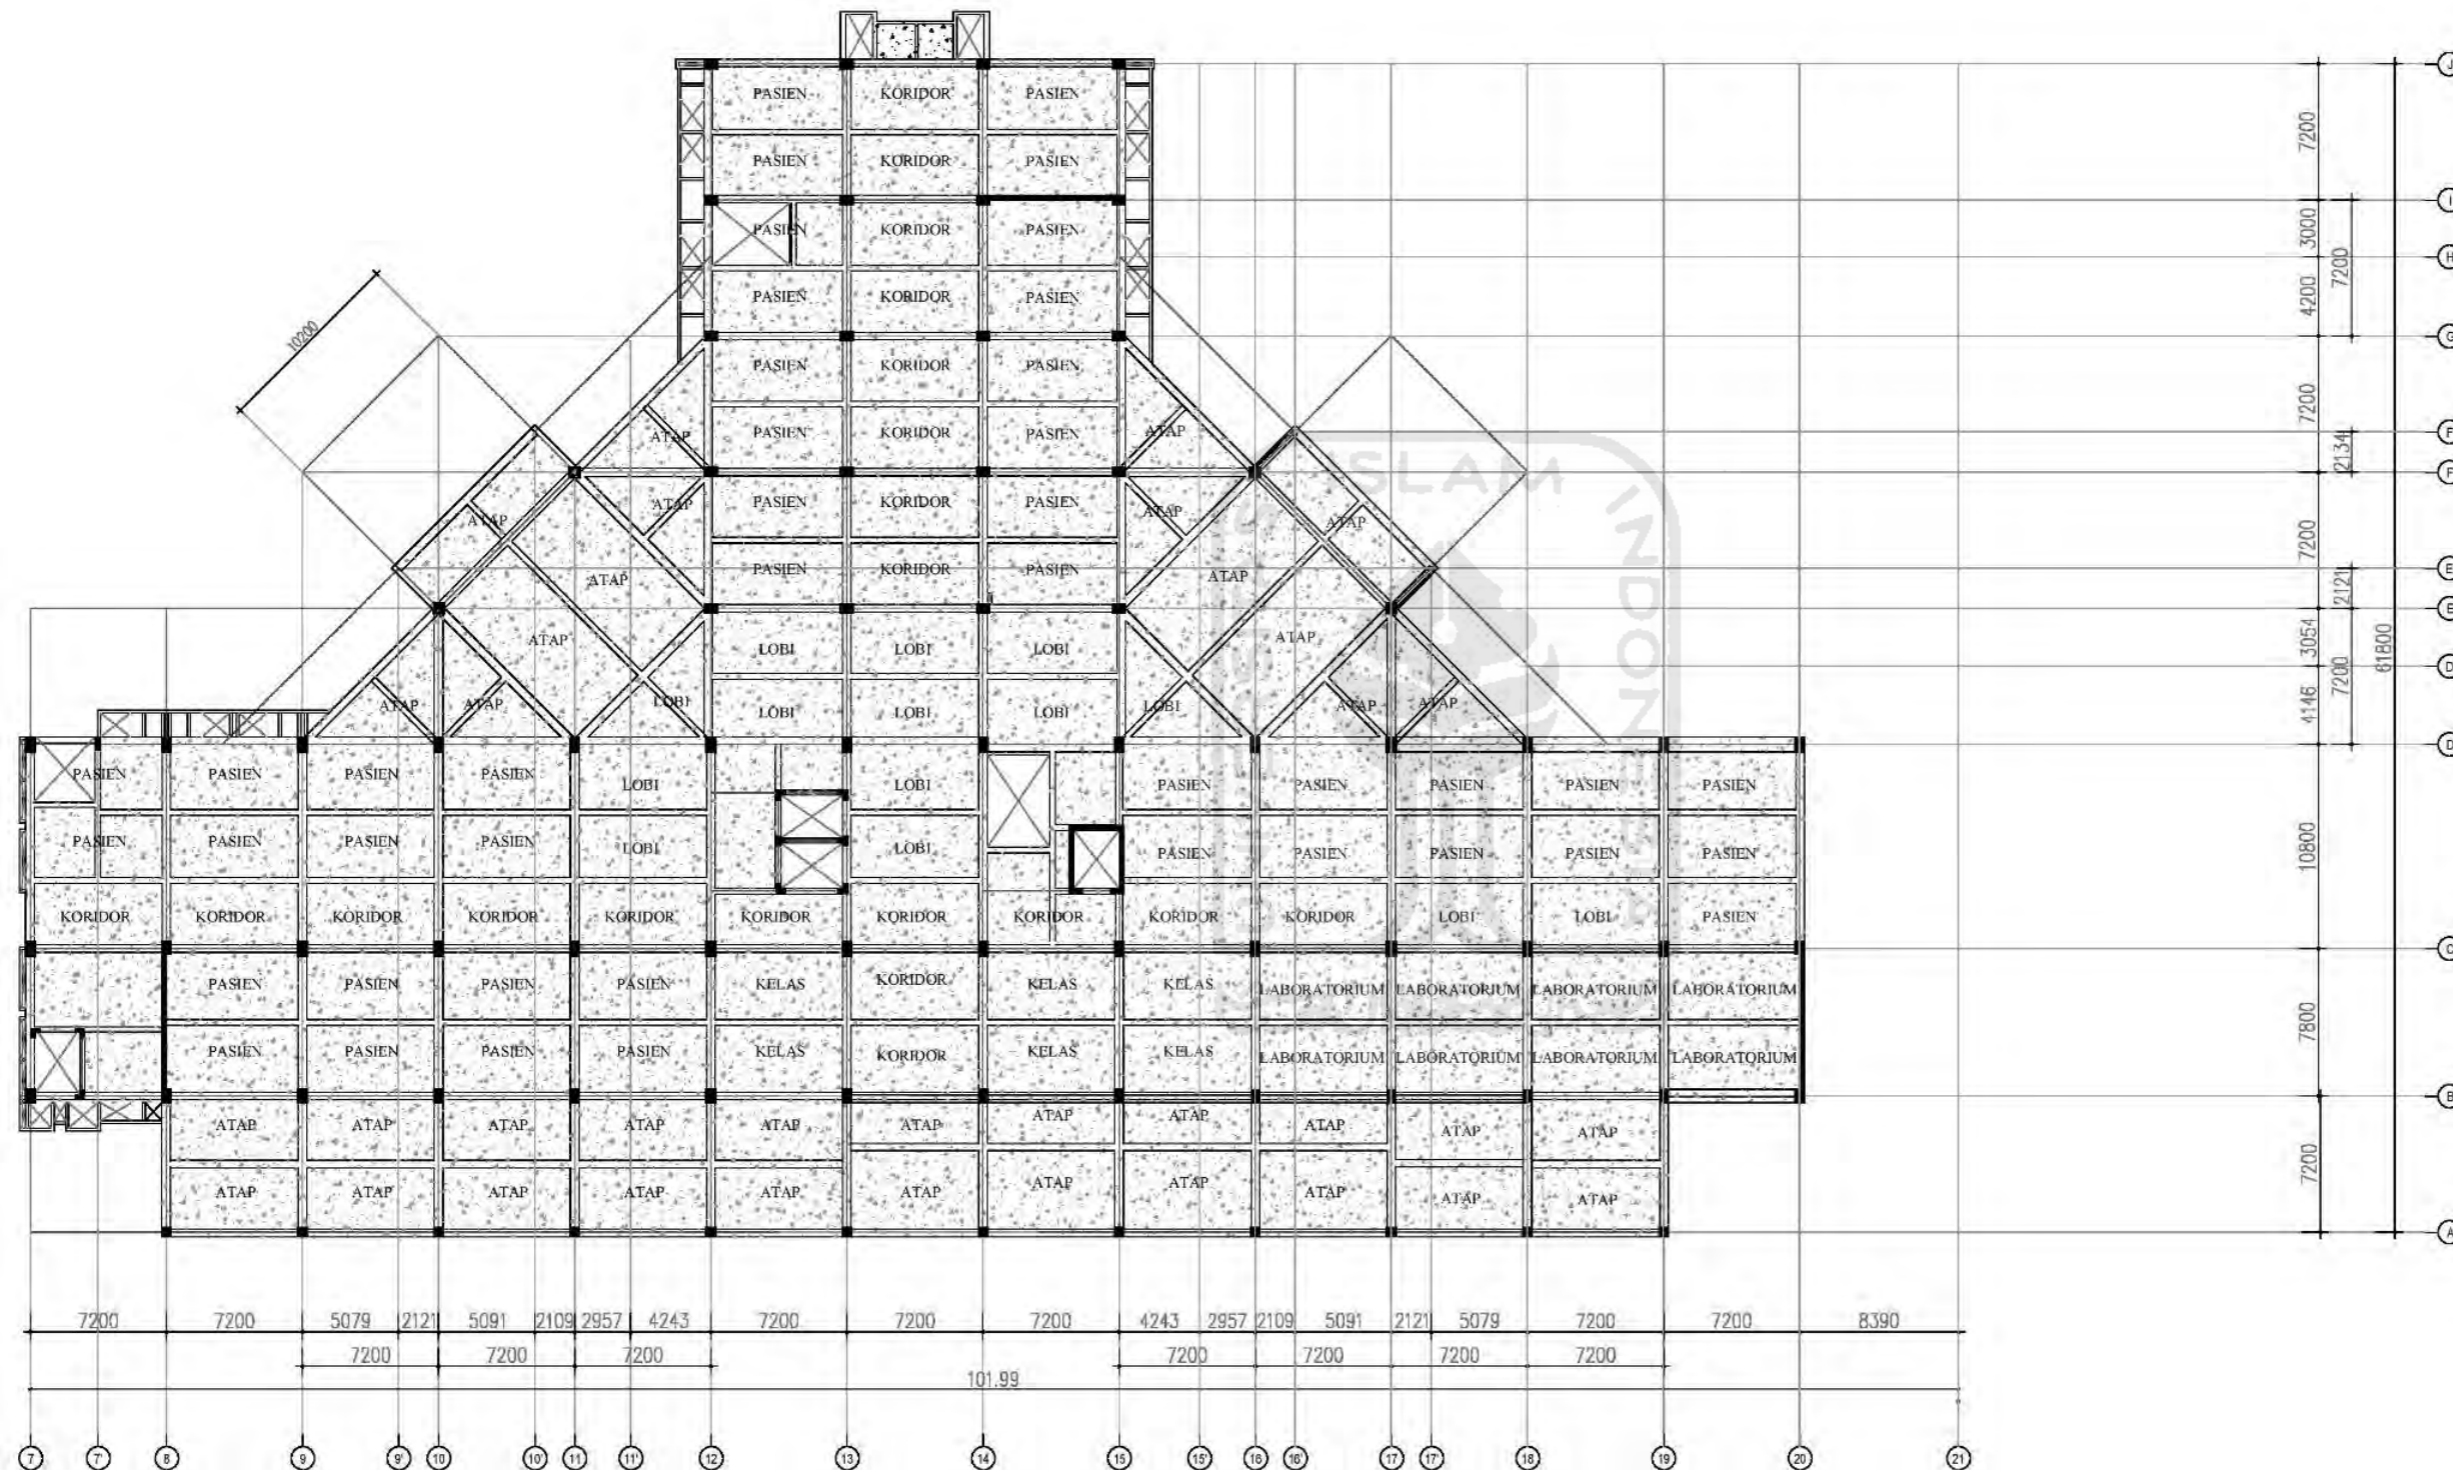 PASIEN KORIDOR PASIEN
PASIEN KORIDOR PASIEN
PASIEN KORIDOR PASIEN
PASIEN KORIDOR PASIEN
PASIEN KORIDOR PASIEN
ATAP PASIEN KORIDOR PASIEN ATAP
ATAP PASIEN KORIDOR PASIEN ATAP
ATAP ATAP
ATAP PASIEN KORIDOR PASIEN ATAP
ATAP LOBI LOBI LOBI ATAP
ATAP ATAP LOBI LOBI LOBI LOBI LOBI ATAP ATAP
PASIEN PASIEN PASIEN PASIEN LOBI LOBI PASIEN PASIEN PASIEN PASIEN PASIEN
PASIEN PASIEN PASIEN PASIEN LOBI LOBI PASIEN PASIEN PASIEN PASIEN PASIEN
KORIDOR KORIDOR KORIDOR KORIDOR KORIDOR KORIDOR KORIDOR KORIDOR KORIDOR KORIDOR LOBI LOBI PASIEN
PASIEN PASIEN PASIEN PASIEN KELAS KORIDOR KELAS KELAS LABORATORIUM LABORATORIUM LABORATORIUM LABORATORIUM
PASIEN PASIEN PASIEN PASIEN KELAS KORIDOR KELAS KELAS LABORATORIUM LABORATORIUM LABORATORIUM LABORATORIUM
ATAP ATAP ATAP ATAP ATAP ATAP ATAP ATAP ATAP ATAP ATAP
ATAP ATAP ATAP ATAP ATAP ATAP ATAP ATAP ATAP ATAP ATAP
10200
ISLAM
INDONESIA
7200 3000 4200 7200 2134 7200 2121 3054 4146 10800 7800 7200
7200 7200
61800
J
I
H
G
F
F
E
E
D
D
C
B
A
7200 7200 5079 2121 5091 2109 2957 4243 7200 7200 7200 4243 2957 2109 5091 2121 5079 7200 7200 8390
7200 7200 7200 7200 7200 7200 7200
101.99
7 7' 8 9 9' 10 10' 11 11' 12 13 14 15 15' 16 16' 17 17' 18 19 20 21